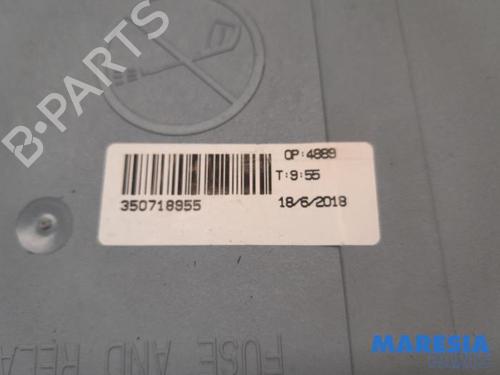 B-PARTS
OP:4889
T:9:55
350718955
18/6/2018
FUSE AND RELA
MARESIA